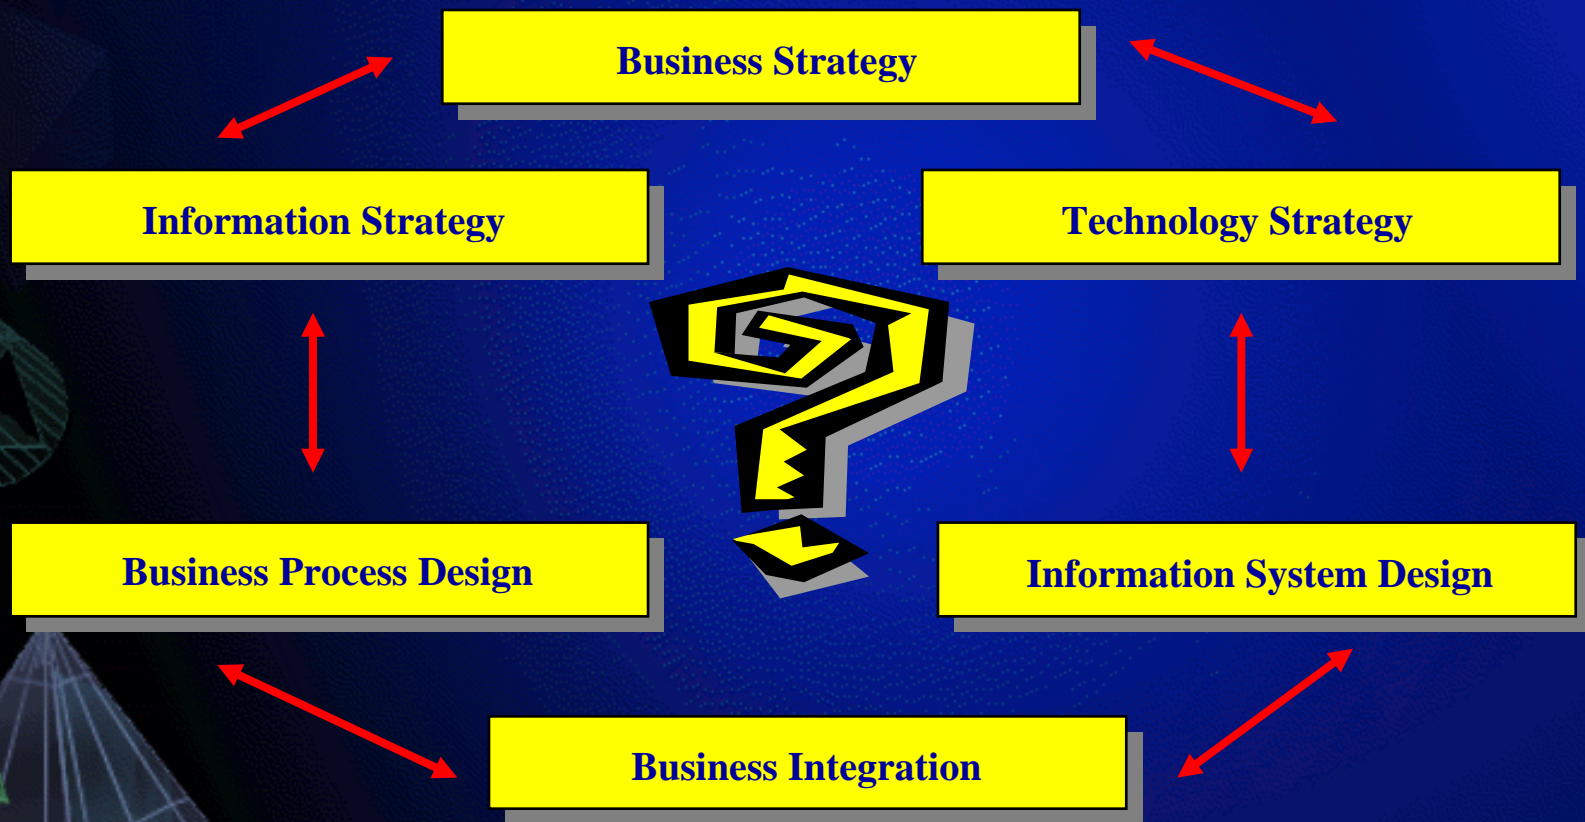 Business Strategy
Information Strategy
Technology Strategy
?
Business Process Design
Information System Design
Business Integration